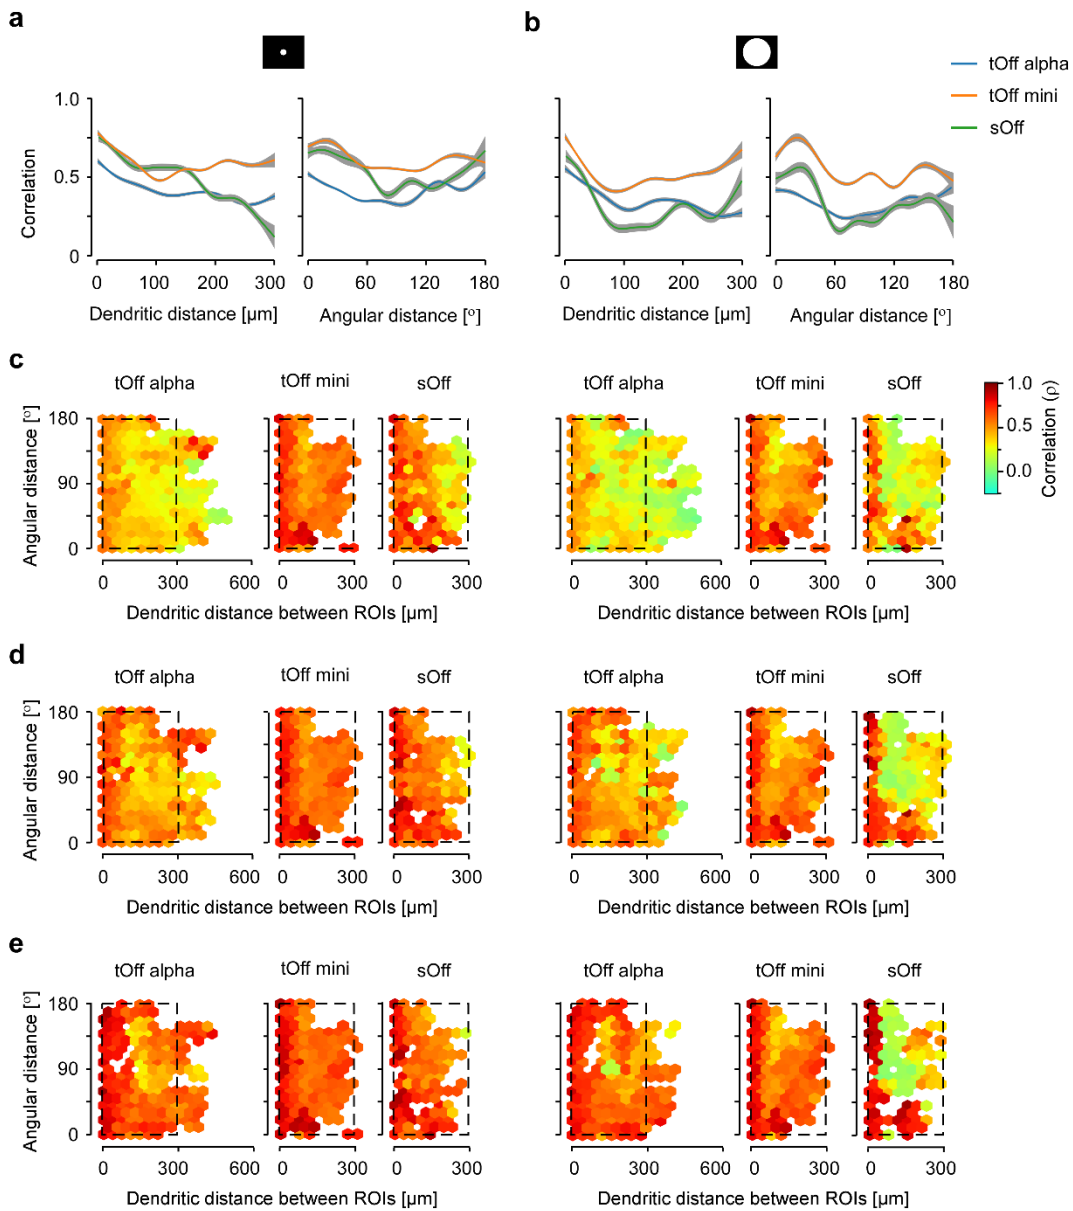 a
b
tOff alpha
tOff mini
sOff
1.0
0.5
0
Correlation
0 100 200 300
0 60 120 180
0 100 200 300
0 60 120 180
Dendritic distance [µm]
Angular distance [°]
Dendritic distance [µm]
Angular distance [°]
c
tOff alpha
tOff mini
sOff
tOff alpha
tOff mini
sOff
1.0
0.5
0.0
Correlation (ρ)
180
90
0
Angular distance [°]
0 300 600
0 300
0 300
0 300 600
0 300
0 300
Dendritic distance between ROIs [µm]
Dendritic distance between ROIs [µm]
d
tOff alpha
tOff mini
sOff
tOff alpha
tOff mini
sOff
180
90
0
Angular distance [°]
0 300 600
0 300
0 300
0 300 600
0 300
0 300
Dendritic distance between ROIs [µm]
Dendritic distance between ROIs [µm]
e
tOff alpha
tOff mini
sOff
tOff alpha
tOff mini
sOff
180
90
0
Angular distance [°]
0 300 600
0 300
0 300
0 300 600
0 300
0 300
Dendritic distance between ROIs [µm]
Dendritic distance between ROIs [µm]